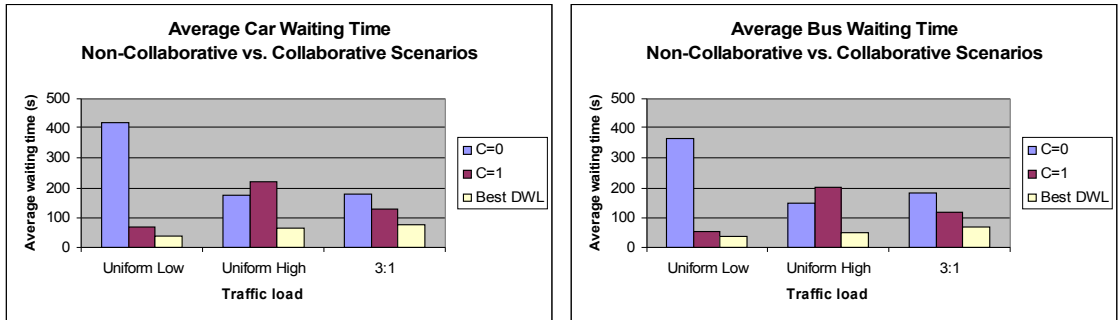 Average Car Waiting Time
Non-Collaborative vs. Collaborative Scenarios
Average waiting time (s)
500
400
300
200
100
0
Uniform Low
Uniform High
3:1
Traffic load
C=0
C=1
Best DWL
Average Bus Waiting Time
Non-Collaborative vs. Collaborative Scenarios
Average waiting time (s)
500
400
300
200
100
0
Uniform Low
Uniform High
3:1
Traffic load
C=0
C=1
Best DWL